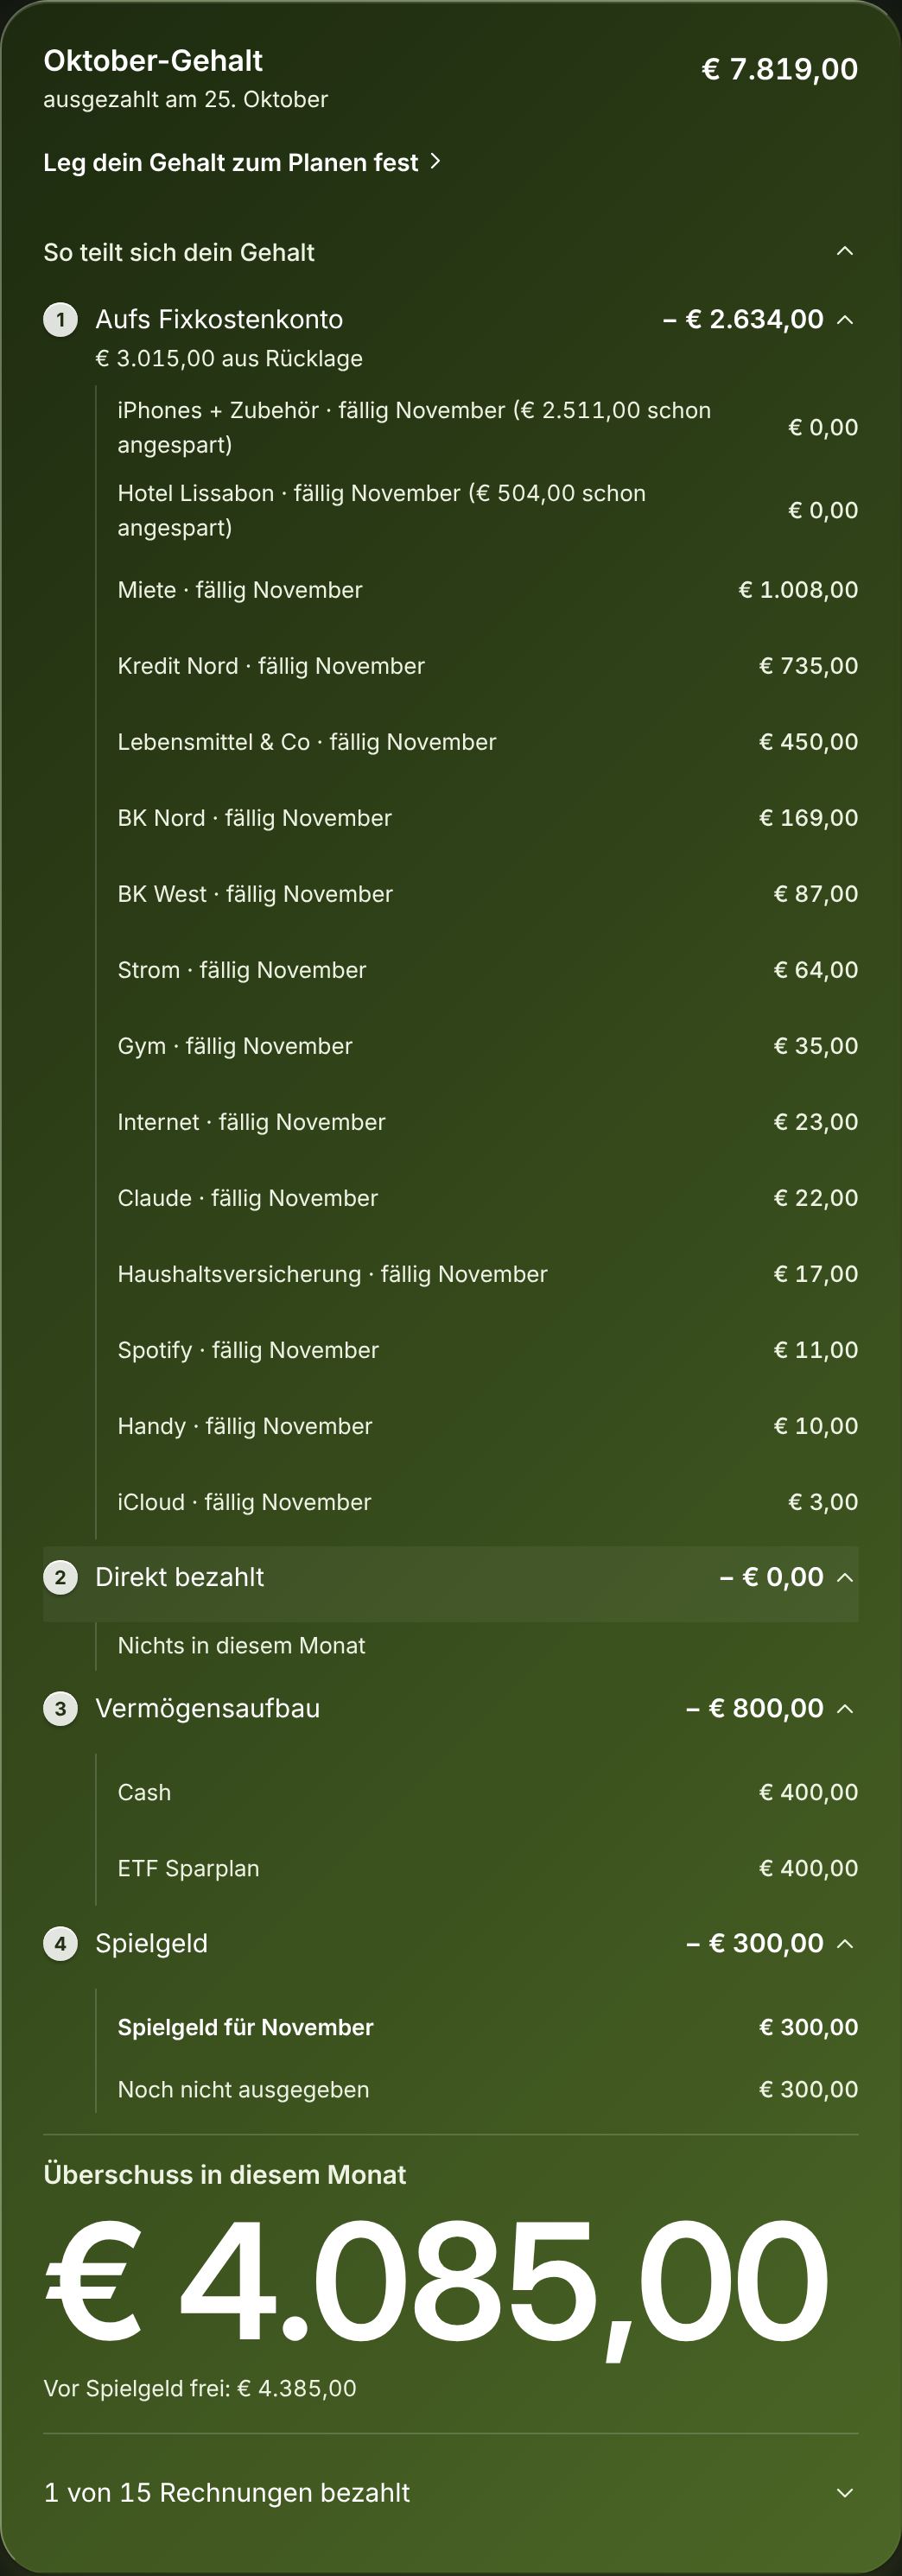 Oktober-Gehalt
€ 7.819,00
ausgezahlt am 25. Oktober
Leg dein Gehalt zum Planen fest
So teilt sich dein Gehalt
1 Aufs Fixkostenkonto – € 2.634,00
€ 3.015,00 aus Rücklage
iPhones + Zubehör · fällig November (€ 2.511,00 schon
angespart)
€ 0,00
Hotel Lissabon · fällig November (€ 504,00 schon
angespart)
€ 0,00
Miete · fällig November € 1.008,00
Kredit Nord · fällig November € 735,00
Lebensmittel & Co · fällig November € 450,00
BK Nord · fällig November € 169,00
BK West · fällig November € 87,00
Strom · fällig November € 64,00
Gym · fällig November € 35,00
Internet · fällig November € 23,00
Claude · fällig November € 22,00
Haushaltsversicherung · fällig November € 17,00
Spotify · fällig November € 11,00
Handy · fällig November € 10,00
iCloud · fällig November € 3,00
2 Direkt bezahlt – € 0,00
Nichts in diesem Monat
3 Vermögensaufbau – € 800,00
Cash € 400,00
ETF Sparplan € 400,00
4 Spielgeld – € 300,00
Spielgeld für November € 300,00
Noch nicht ausgegeben € 300,00
Überschuss in diesem Monat
€ 4.085,00
Vor Spielgeld frei: € 4.385,00
1 von 15 Rechnungen bezahlt